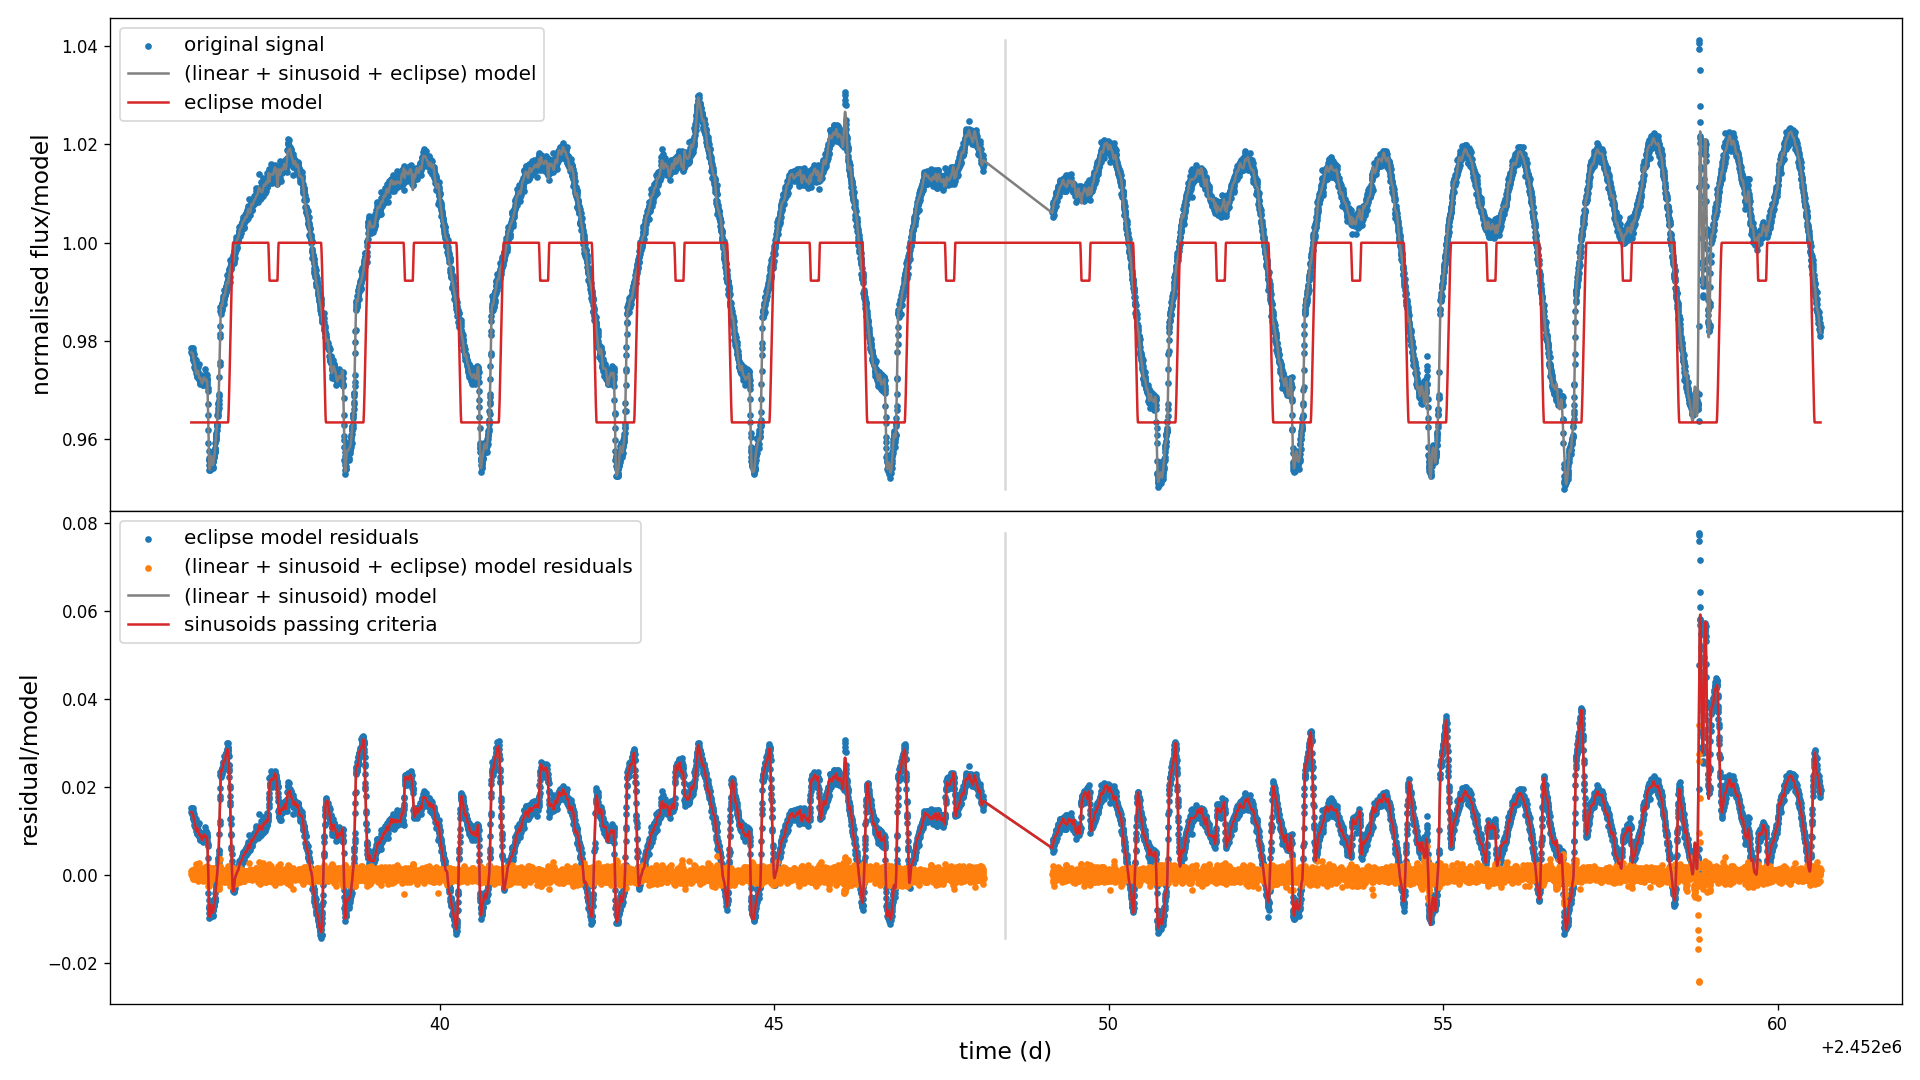 original signal
(linear + sinusoid + eclipse) model
eclipse model
1.04
1.02
1.00
0.98
0.96
normalised flux/model
eclipse model residuals
(linear + sinusoid + eclipse) model residuals
(linear + sinusoid) model
sinusoids passing criteria
0.08
0.06
0.04
0.02
0.00
−0.02
residual/model
40
45
50
55
60
time (d)
+2.452e6